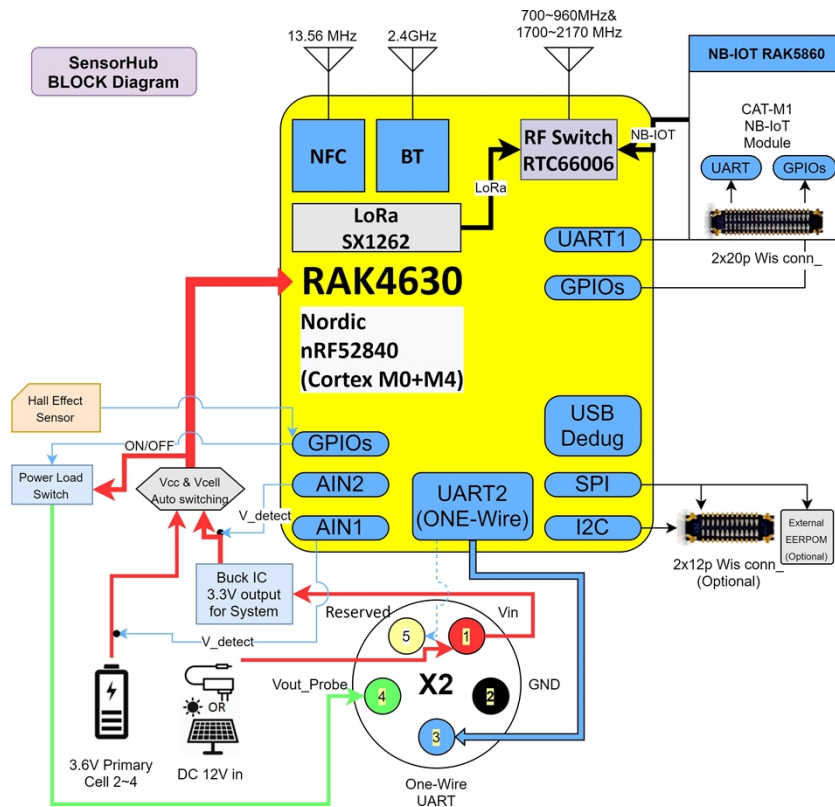 SensorHub
BLOCK Diagram
13.56 MHz
2.4GHz
700~960MHz&
1700~2170 MHz
NB-IOT RAK5860
CAT-M1
NB-IoT
Module
UART
GPIOs
2x20p Wis conn_
NFC
BT
RF Switch
RTC66006
NB-IOT
LoRa
LoRa
SX1262
UART1
GPIOs
RAK4630
Nordic
nRF52840
(Cortex M0+M4)
Hall Effect
Sensor
ON/OFF
Power Load
Switch
Vcc & Vcell
Auto switching
V_detect
GPIOs
AIN2
AIN1
UART2
(ONE-Wire)
USB
Dedug
SPI
I2C
2x12p Wis conn_
(Optional)
External
EERPOM
(Optional)
Buck IC
3.3V output
for System
V_detect
Reserved
Vin
5
1
X2
GND
Vout_Probe
4
2
3
One-Wire
UART
3.6V Primary
Cell 2~4
OR
DC 12V in